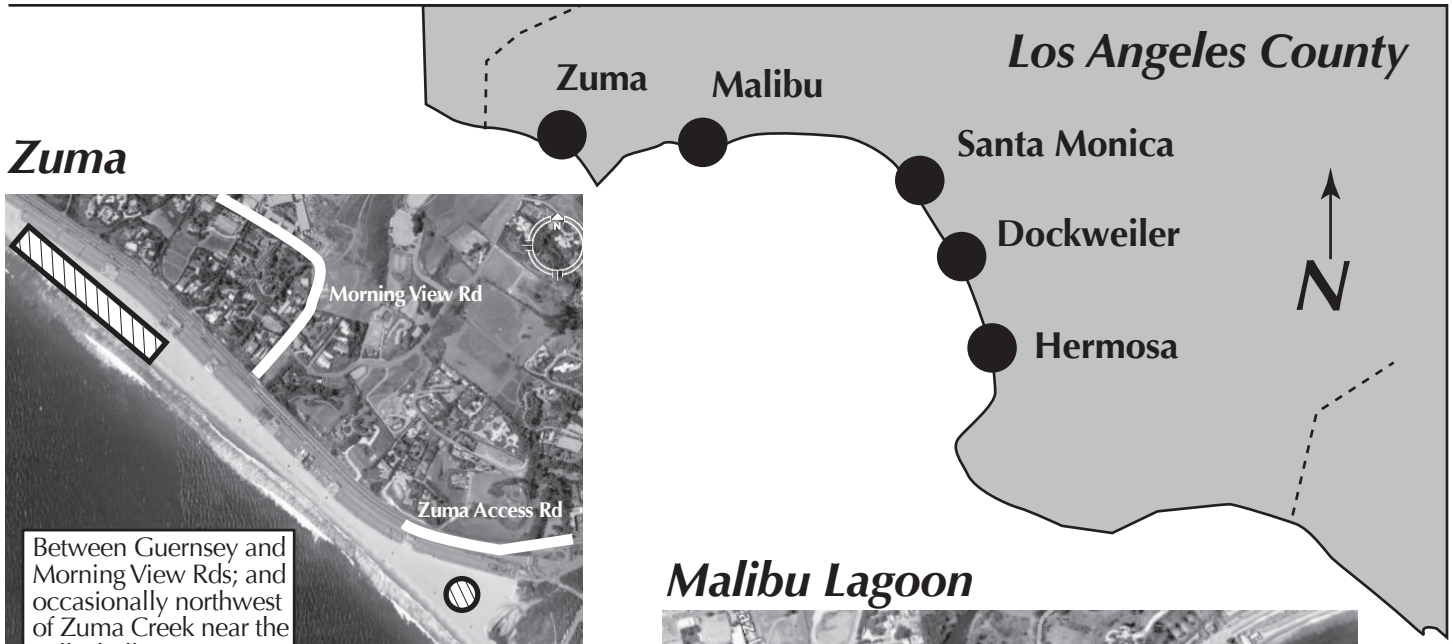 Los Angeles County
Zuma
Malibu
Santa Monica
Dockweiler
Hermosa
N
Zuma
N
Morning View Rd
Zuma Access Rd
Between Guernsey and
Morning View Rds; and
occasionally northwest
of Zuma Creek near the
Malibu Lagoon